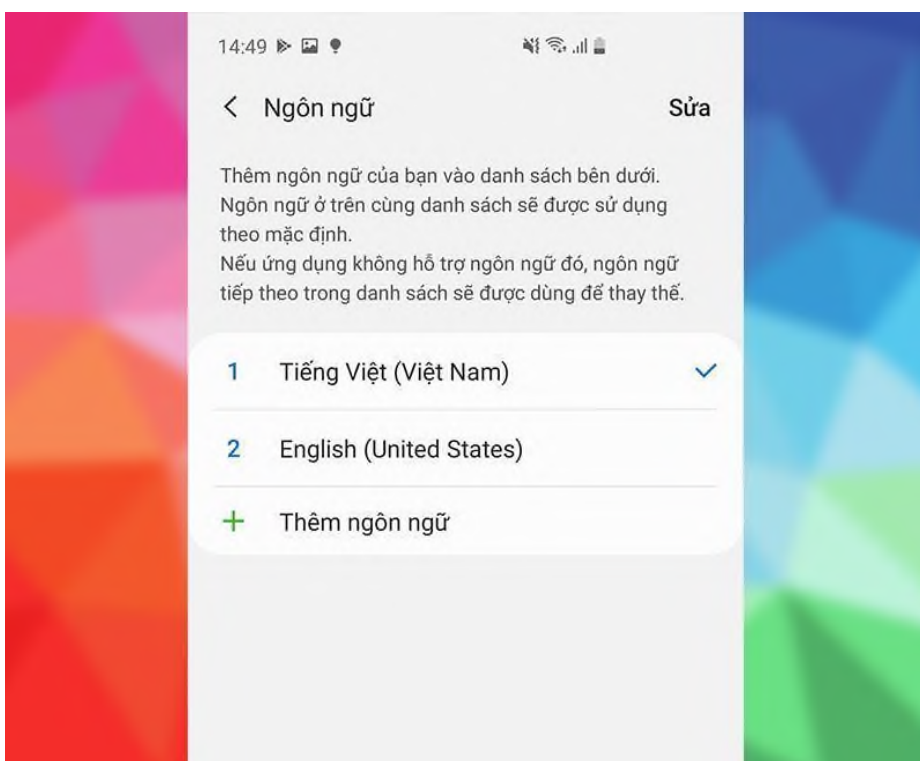 14:49
Ngôn ngữ
Sửa
Thêm ngôn ngữ của bạn vào danh sách bên dưới.
Ngôn ngữ ở trên cùng danh sách sẽ được sử dụng
theo mặc định.
Nếu ứng dụng không hỗ trợ ngôn ngữ đó, ngôn ngữ
tiếp theo trong danh sách sẽ được dùng để thay thế.
1 Tiếng Việt (Việt Nam)
2 English (United States)
+ Thêm ngôn ngữ